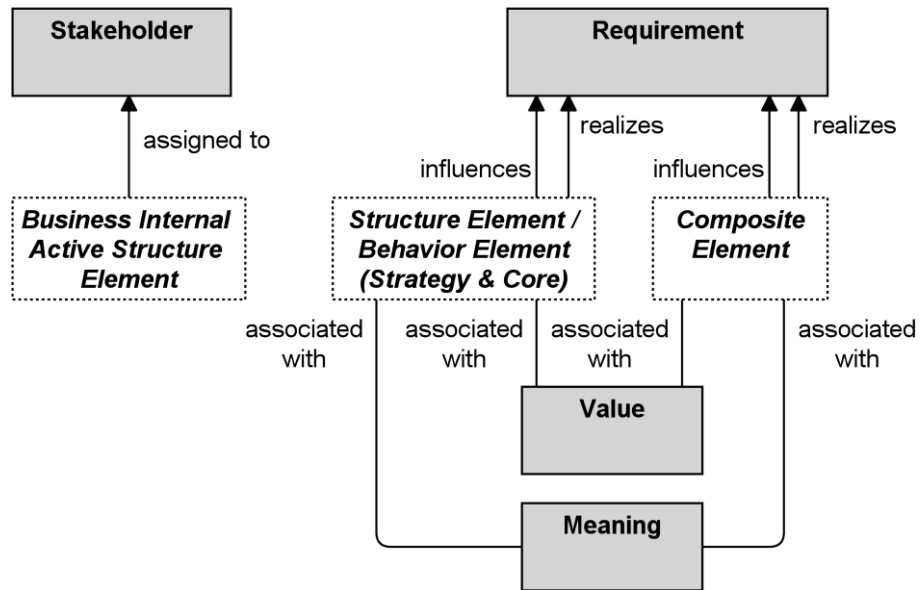 Stakeholder
Requirement
assigned to
influences
realizes
influences
realizes
Business Internal
Active Structure
Element
Structure Element /
Behavior Element
(Strategy & Core)
Composite
Element
associated
with
associated
with
associated
with
associated
with
Value
Meaning